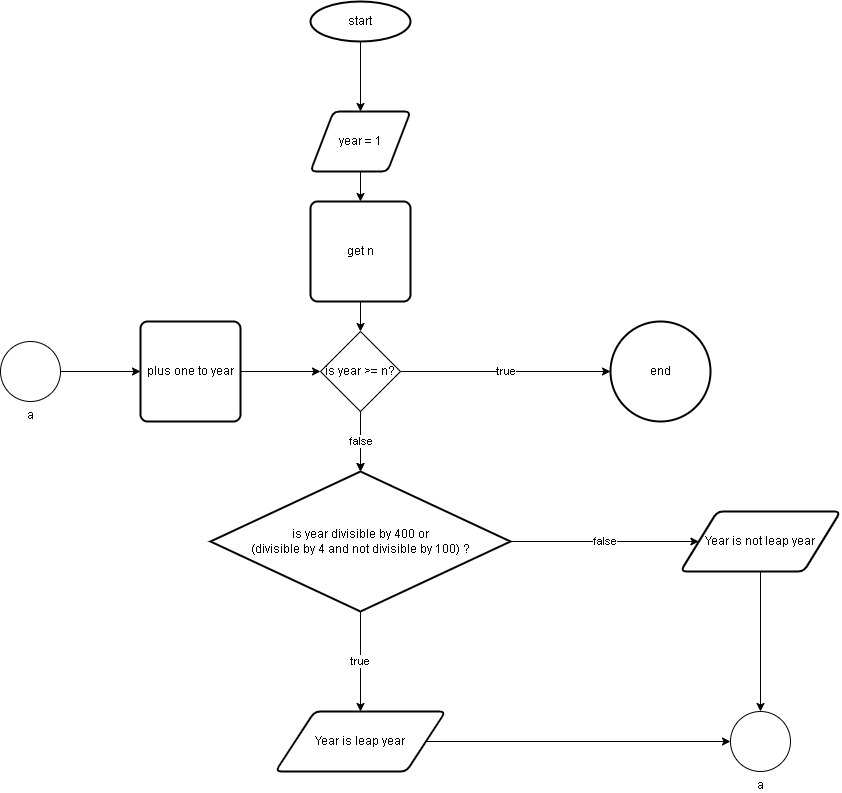 start
year = 1
get n
plus one to year
is year >= n?
true
end
a
false
is year divisible by 400 or
(divisible by 4 and not divisible by 100) ?
false
Year is not leap year
true
Year is leap year
a